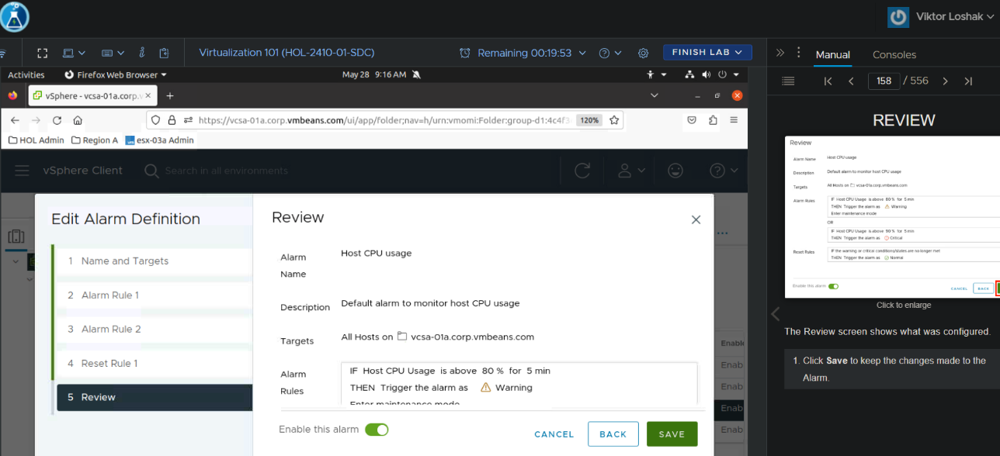 Viktor Loshak
Virtualization 101 (HOL-2410-01-SDC)
Remaining 00:19:53
FINISH LAB
Manual
Consoles
Activities
Firefox Web Browser
May 28 9:16 AM
158 / 556
vSphere - vcsa-01a.corp.v
https://vcsa-01a.corp.vmbeans.com/ui/app/folder;nav=h/urn:vmomi:Folder:group-d1:4c4f3
120%
HOL Admin
Region A
esx-03a Admin
vSphere Client
Search in all environments
Edit Alarm Definition
1 Name and Targets
2 Alarm Rule 1
3 Alarm Rule 2
4 Reset Rule 1
5 Review
Review
Alarm Name
Host CPU usage
Description
Default alarm to monitor host CPU usage
Targets
All Hosts on vcsa-01a.corp.vmbeans.com
Alarm Rules
IF Host CPU Usage is above 80 % for 5 min
THEN Trigger the alarm as Warning
Enter maintenance mode
Enable this alarm
CANCEL
BACK
SAVE
Enable
Enab
Enab
Enab
Enab
REVIEW
Review
Alarm Name
Host CPU usage
Description
Default alarm to monitor host CPU usage
Targets
All Hosts on vcsa-01a.corp.vmbeans.com
Alarm Rules
IF Host CPU Usage is above 80 % for 5 min
THEN Trigger the alarm as Warning
Enter maintenance mode
OR
IF Host CPU Usage is above 90 % for 5 min
THEN Trigger the alarm as Critical
Reset Rules
IF the warning or critical conditions/states are no longer met
THEN Trigger the alarm as Normal
Enable this alarm
CANCEL
BACK
Click to enlarge
The Review screen shows what was configured.
1. Click Save to keep the changes made to the
Alarm.